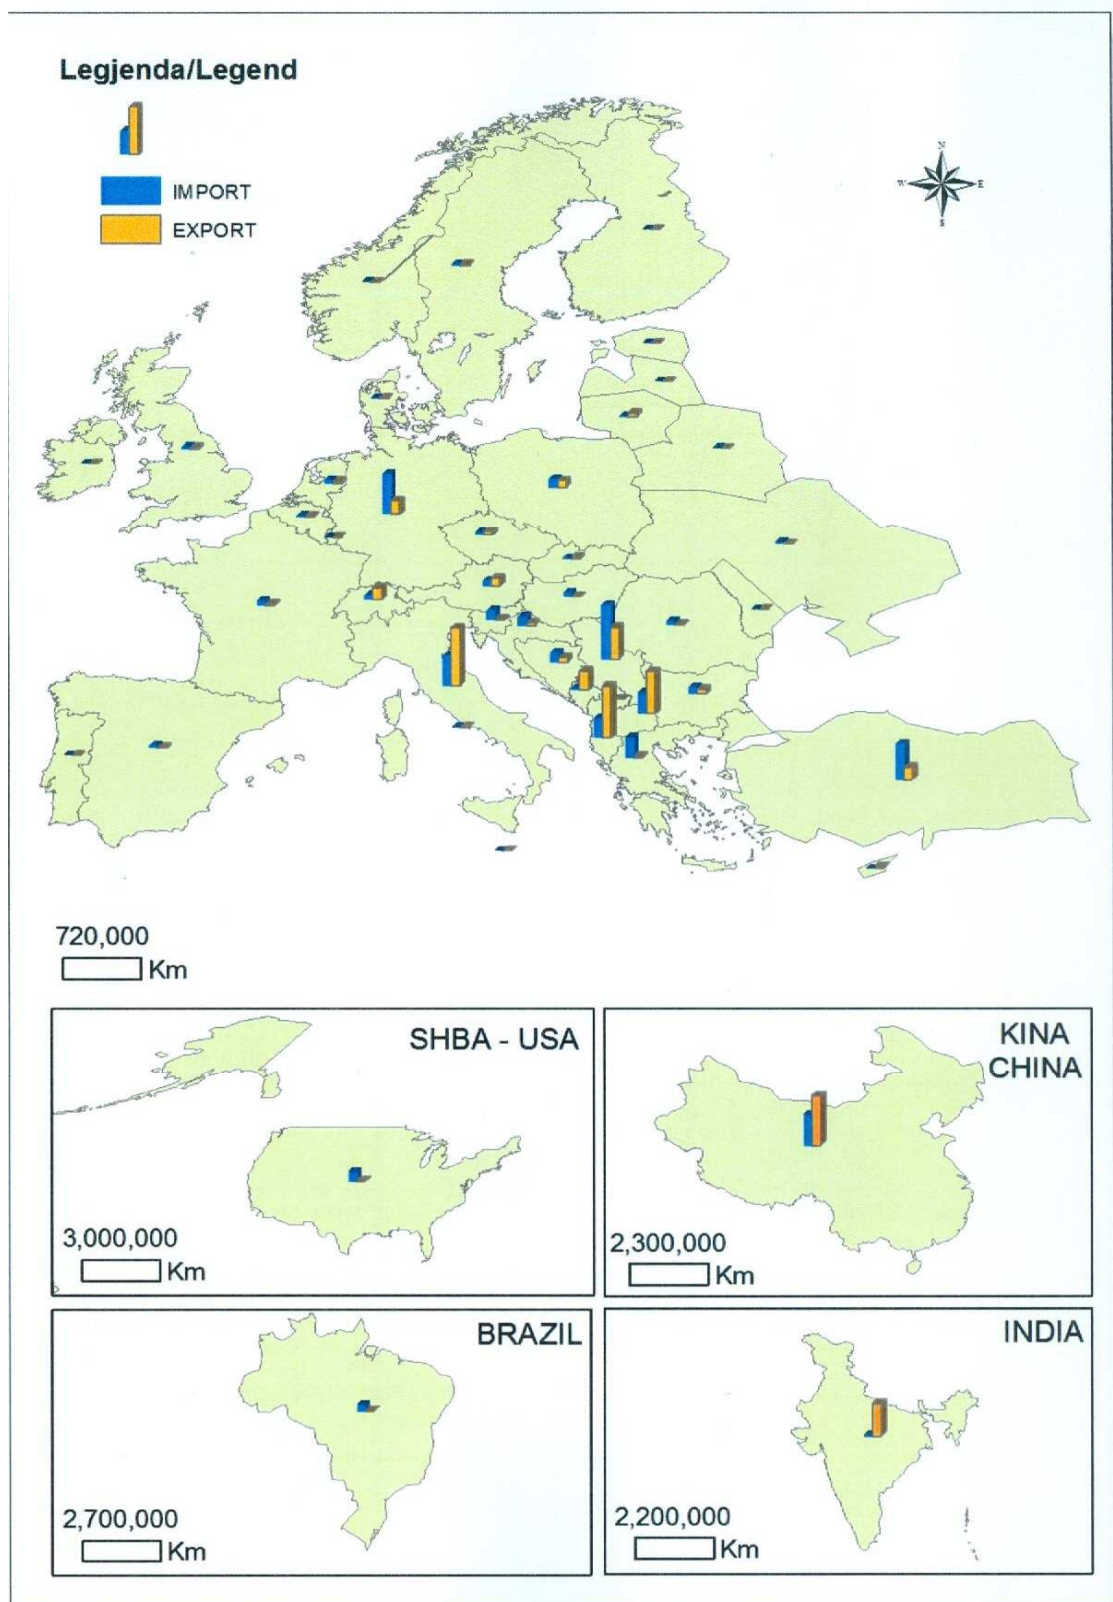 Legjenda/Legend
IMPORT
EXPORT
N
W E
S
720,000
Km
SHBA - USA
3,000,000
Km
KINA
CHINA
2,300,000
Km
BRAZIL
2,700,000
Km
INDIA
2,200,000
Km